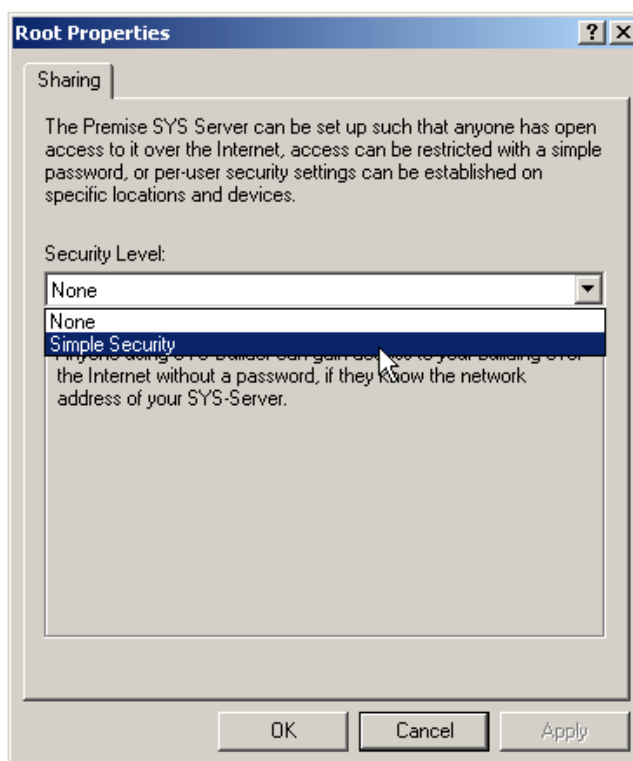 Root Properties
Sharing
The Premise SYS Server can be set up such that anyone has open
access to it over the Internet, access can be restricted with a simple
password, or per-user security settings can be established on
specific locations and devices.
Security Level:
None
None
Simple Security
the Internet without a password, if they know the network
address of your SYS-Server.
OK
Cancel
Apply